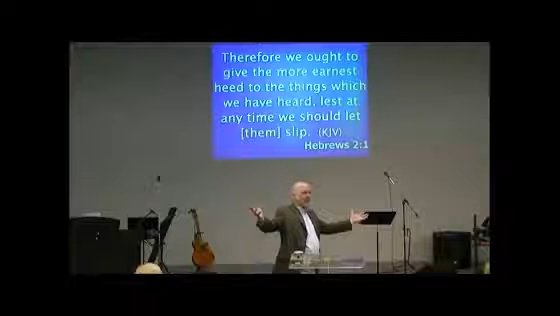 Therefore we ought to
give the more earnest
heed to the things which
we have heard, lest at
any time we should let
[them] slip. (KJV)
Hebrews 2:1